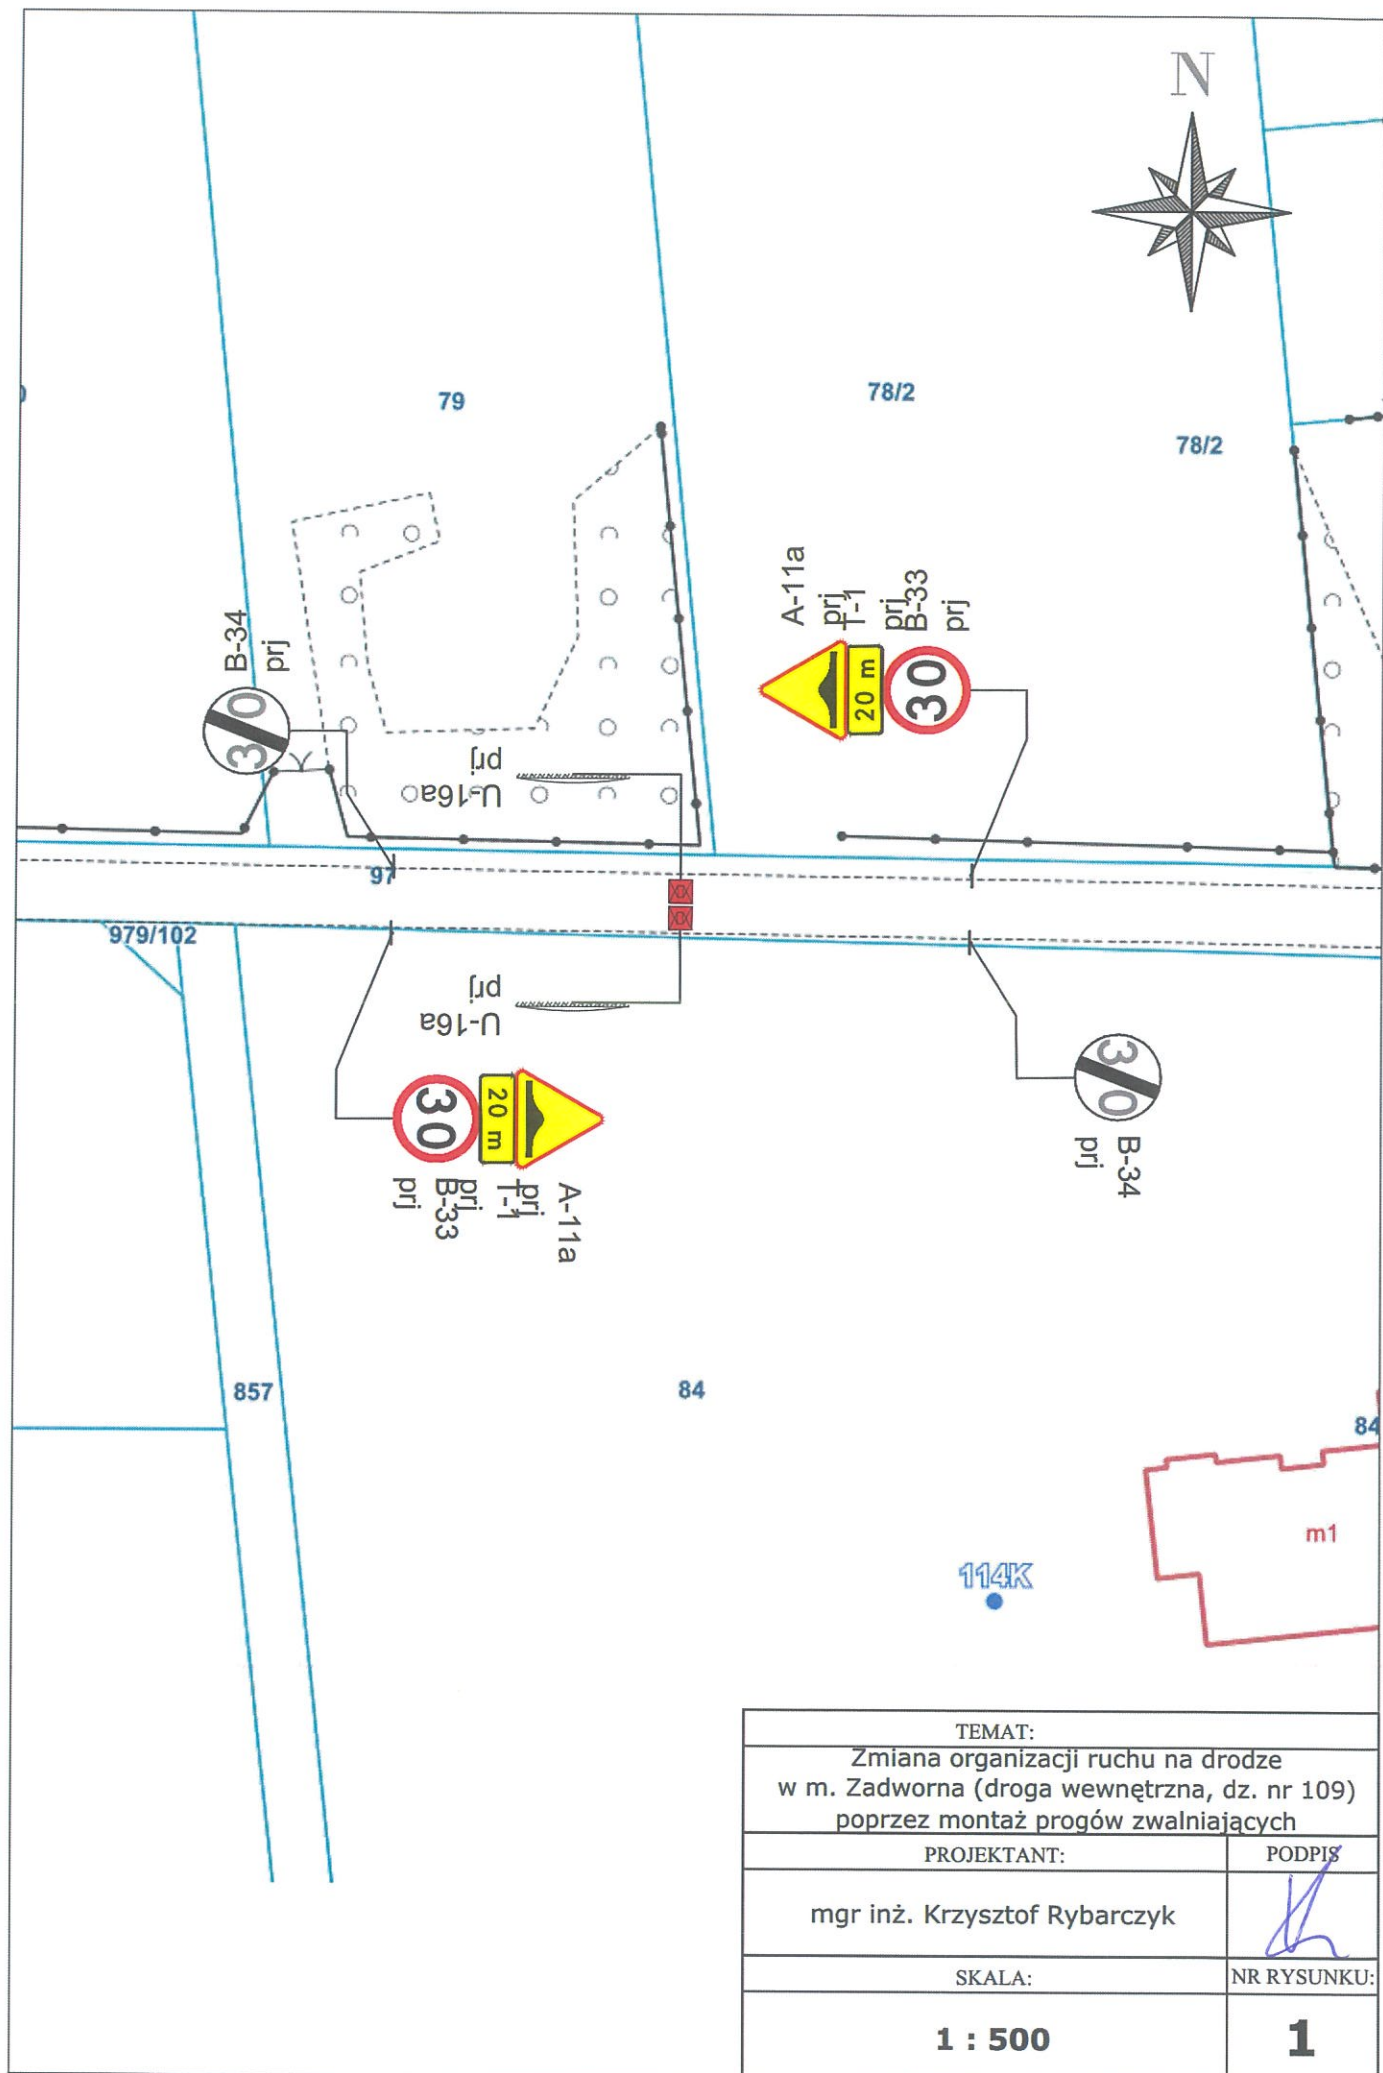 N
79
78/2
78/2
A-11a
prj
T-1
prj
B-33
prj
20 m
30
B-34
prj
30
U-16a
prj
97
979/102
U-16a
prj
30
20 m
A-11a
prj
T-1
prj
B-33
prj
30
B-34
prj
857
84
84
m1
114K
TEMAT:
Zmiana organizacji ruchu na drodze
w m. Zadworna (droga wewnętrzna, dz. nr 109)
poprzez montaż progów zwalniających
PROJEKTANT:
PODPIS
mgr inż. Krzysztof Rybarczyk
SKALA:
NR RYSUNKU:
1 : 500
1